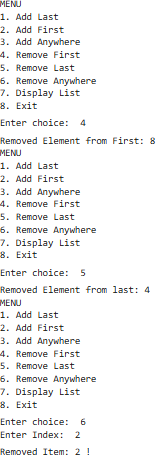 MENU
1. Add Last
2. Add First
3. Add Anywhere
4. Remove First
5. Remove Last
6. Remove Anywhere
7. Display List
8. Exit
Enter choice:  4
Removed Element from First: 8
MENU
1. Add Last
2. Add First
3. Add Anywhere
4. Remove First
5. Remove Last
6. Remove Anywhere
7. Display List
8. Exit
Enter choice:  5
Removed Element from last: 4
MENU
1. Add Last
2. Add First
3. Add Anywhere
4. Remove First
5. Remove Last
6. Remove Anywhere
7. Display List
8. Exit
Enter choice:  6
Enter Index:  2
Removed Item: 2 !